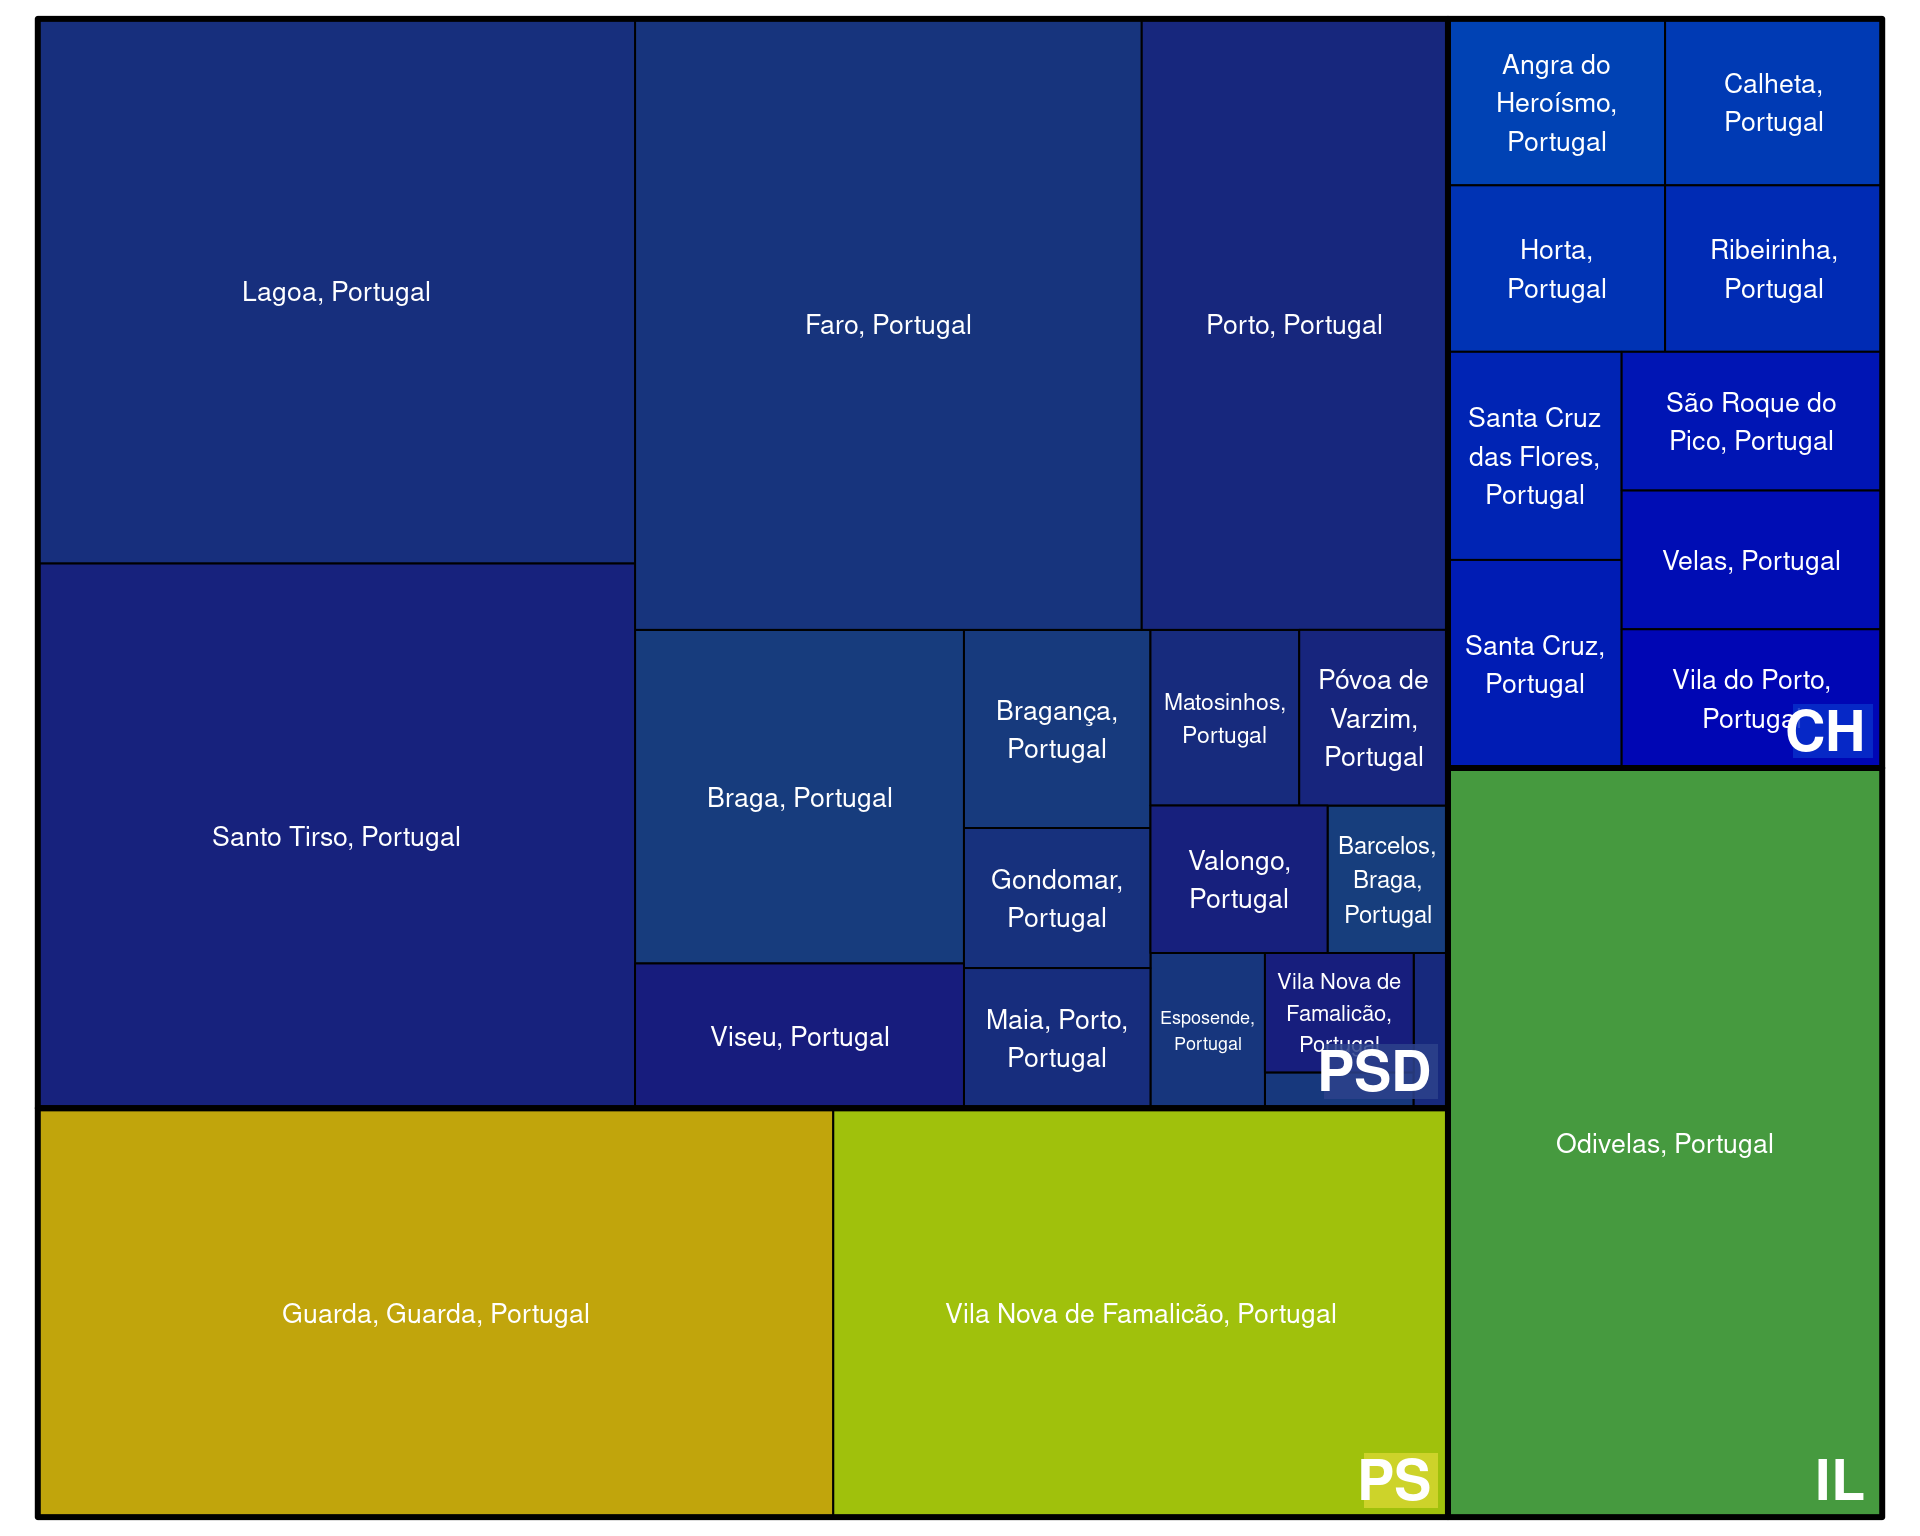 Lagoa, Portugal
Santo Tirso, Portugal
Faro, Portugal
Porto, Portugal
Braga, Portugal
Viseu, Portugal
Bragança,
Portugal
Gondomar,
Portugal
Maia, Porto,
Portugal
Matosinhos,
Portugal
Póvoa de
Varzim,
Portugal
Valongo,
Portugal
Barcelos,
Braga,
Portugal
Esposende,
Portugal
Vila Nova de
Famalicão,
Portugal
PSD
Guarda, Guarda, Portugal
Vila Nova de Famalicão, Portugal
PS
Angra do
Heroísmo,
Portugal
Calheta,
Portugal
Horta,
Portugal
Ribeirinha,
Portugal
Santa Cruz
das Flores,
Portugal
Santa Cruz,
Portugal
São Roque do
Pico, Portugal
Velas, Portugal
Vila do Porto,
Portugal
CH
Odivelas, Portugal
IL